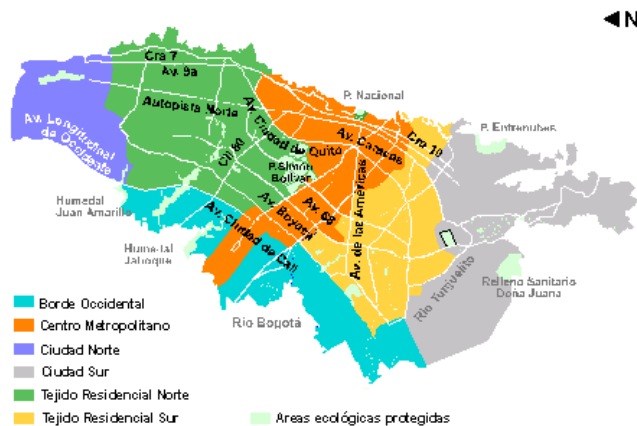 N
Cra 7
Av. 9a
Autopista Norte
Av. Longitudinal
de Occidente
Av. Ciudad de Quito
Cll 80
P. Simón
Bolívar
P. Nacional
Av. Caracas
Cra 10
P. Entrenubes
Humedal
Juan Amarillo
Humedal
Jaboque
Av. Ciudad de Cali
Av. Boyacá
Av. 68
Av. de las Américas
Río Bogotá
Río Tunjuelito
Relleno Sanitario
Doña Juana
Borde Occidental
Centro Metropolitano
Ciudad Norte
Ciudad Sur
Tejido Residencial Norte
Tejido Residencial Sur
Areas ecológicas protegidas